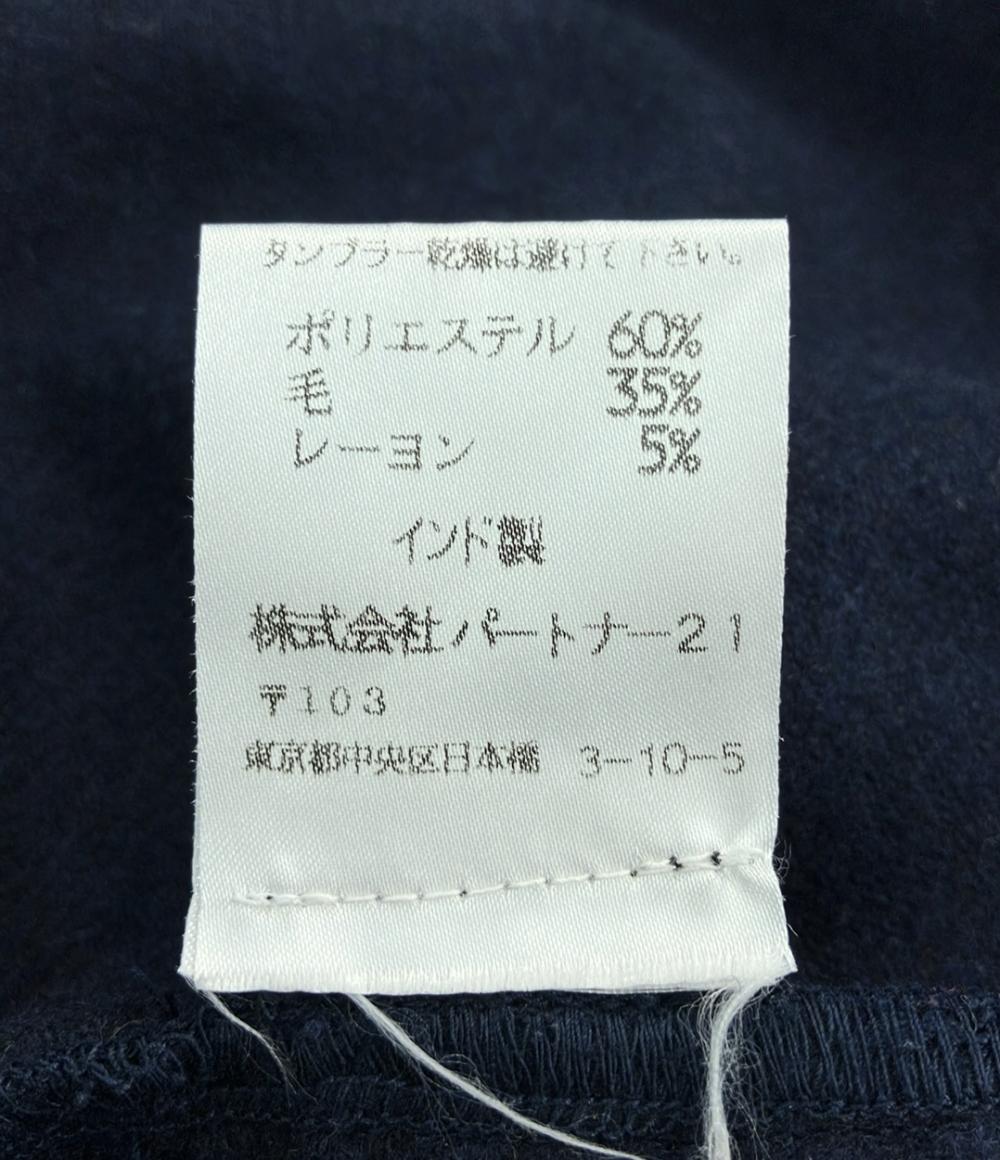 タンブラー乾燥は避けて下さい。
ポリエステル 60%
毛 35%
レーヨン 5%
インド製
株式会社パートナー21
〒103
東京都中央区日本橋 3-10-5